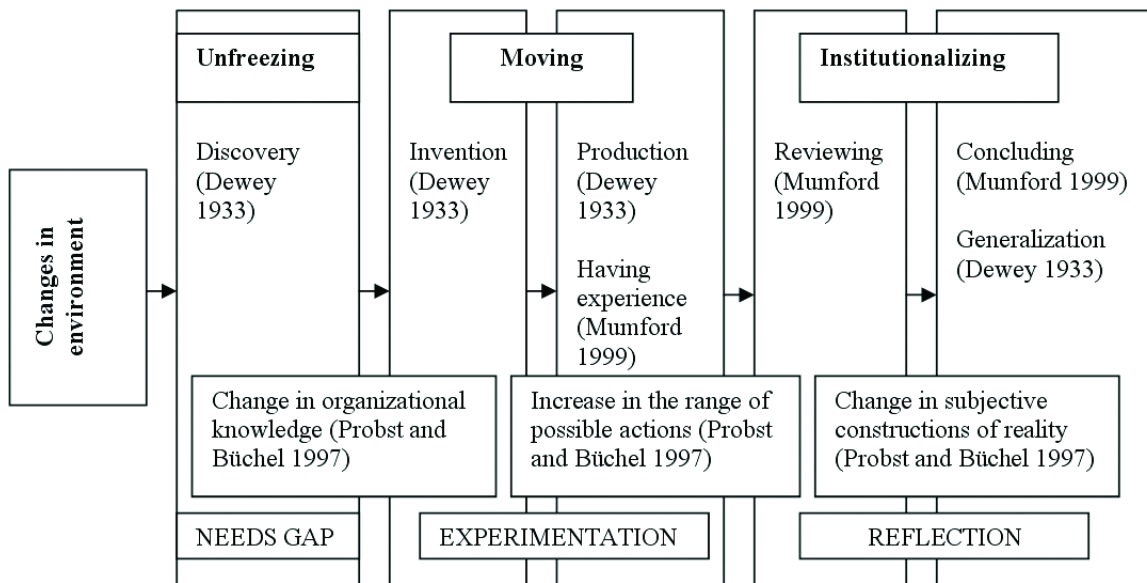 Unfreezing
Moving
Institutionalizing
Changes in
environment
Discovery
(Dewey
1933)
Invention
(Dewey
1933)
Production
(Dewey
1933)
Having
experience
(Mumford
1999)
Reviewing
(Mumford
1999)
Concluding
(Mumford 1999)
Generalization
(Dewey 1933)
Change in organizational
knowledge (Probst and
Büchel 1997)
Increase in the range of
possible actions (Probst
and Büchel 1997)
Change in subjective
constructions of reality
(Probst and Büchel 1997)
NEEDS GAP
EXPERIMENTATION
REFLECTION